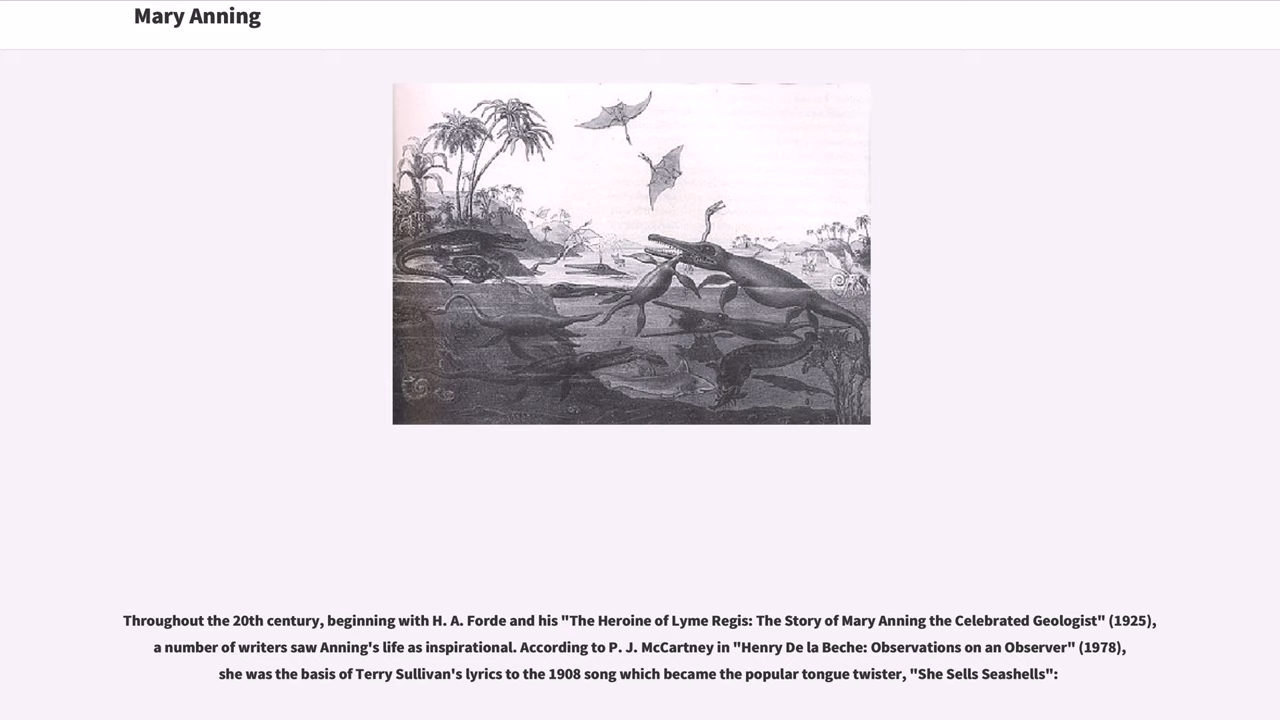 Mary Anning
Throughout the 20th century, beginning with H. A. Forde and his "The Heroine of Lyme Regis: The Story of Mary Anning the Celebrated Geologist" (1925),
a number of writers saw Anning's life as inspirational. According to P. J. McCartney in "Henry De la Beche: Observations on an Observer" (1978),
she was the basis of Terry Sullivan's lyrics to the 1908 song which became the popular tongue twister, "She Sells Seashells":